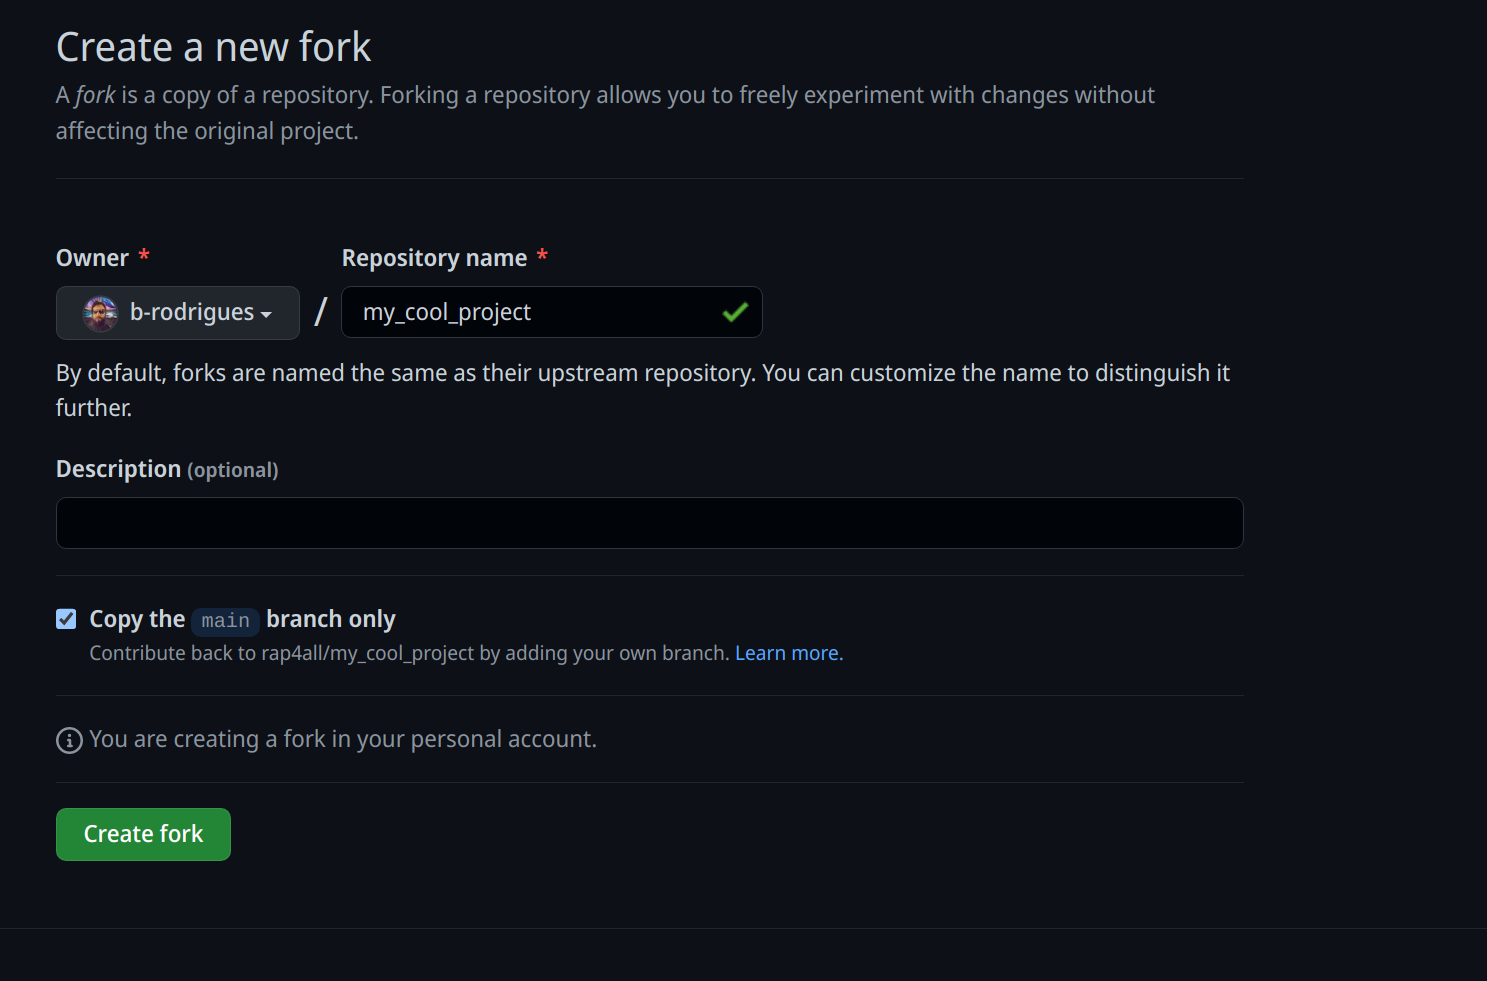 Create a new fork
A fork is a copy of a repository. Forking a repository allows you to freely experiment with changes without
affecting the original project.
Owner *
Repository name *
b-rodrigues / my_cool_project
By default, forks are named the same as their upstream repository. You can customize the name to distinguish it
further.
Description (optional)
Copy the main branch only
Contribute back to rap4all/my_cool_project by adding your own branch. Learn more.
You are creating a fork in your personal account.
Create fork